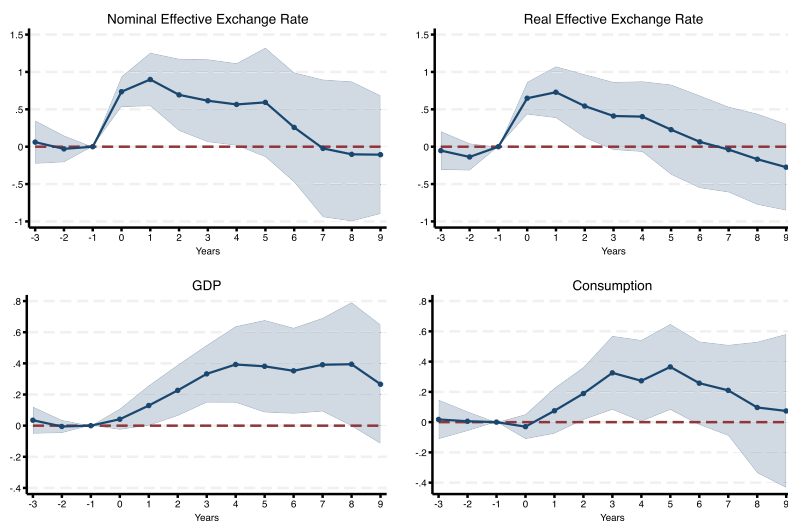 Nominal Effective Exchange Rate
1.5
1
.5
0
-.5
-1
-3 -2 -1 0 1 2 3 4 5 6 7 8 9
Years
Real Effective Exchange Rate
1.5
1
.5
0
-.5
-1
-3 -2 -1 0 1 2 3 4 5 6 7 8 9
Years
GDP
.8
.6
.4
.2
0
-.2
-.4
-3 -2 -1 0 1 2 3 4 5 6 7 8 9
Years
Consumption
.8
.6
.4
.2
0
-.2
-.4
-3 -2 -1 0 1 2 3 4 5 6 7 8 9
Years